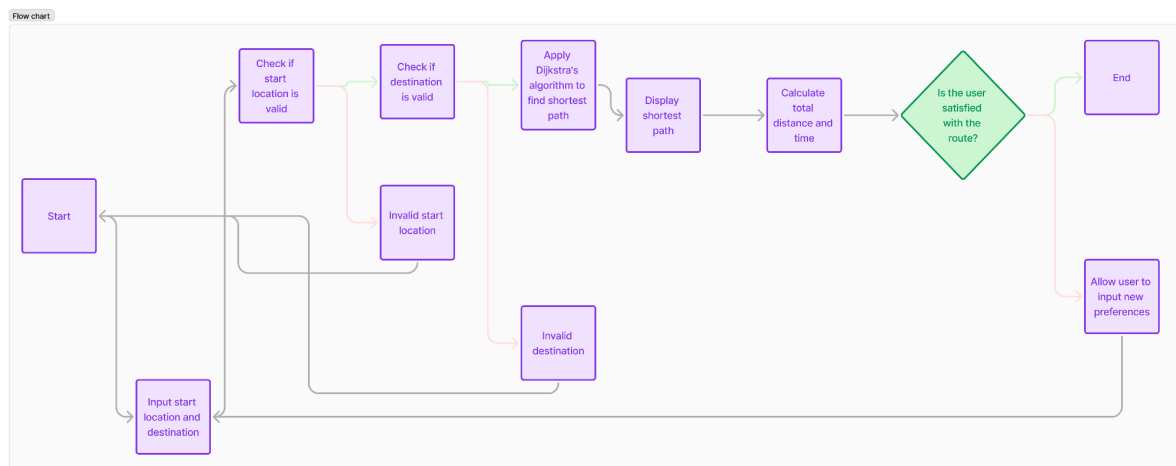 Flow chart
Check if
start
location is
valid
Check if
destination
is valid
Apply
Dijkstra's
algorithm to
find shortest
path
Display
shortest
path
Calculate
total
distance and
time
Is the user
satisfied
with the
route?
End
Start
Invalid start
location
Allow user to
input new
preferences
Invalid
destination
Input start
location and
destination